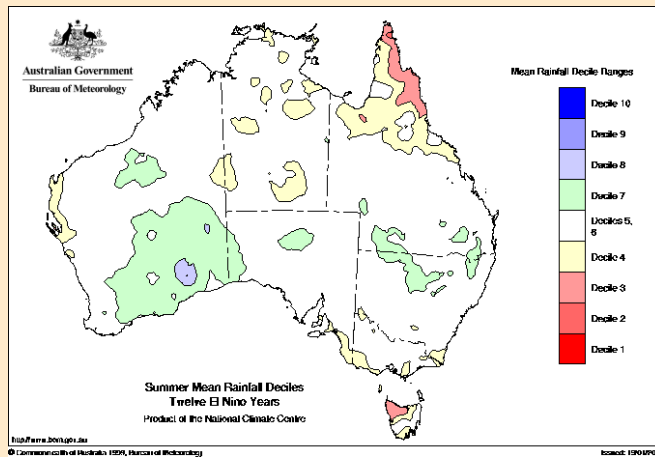 Australian Government
Bureau of Meteorology
Mean Rainfall Decile Ranges
Decile 10
Decile 9
Decile 8
Decile 7
Deciles 5,
6
Decile 4
Decile 3
Decile 2
Decile 1
Summer Mean Rainfall Deciles
Twelve El Nino Years
Product of the National Climate Centre
http://www.bom.gov.au
© Commonwealth of Australia 1999, Bureau of Meteorology
Issued: